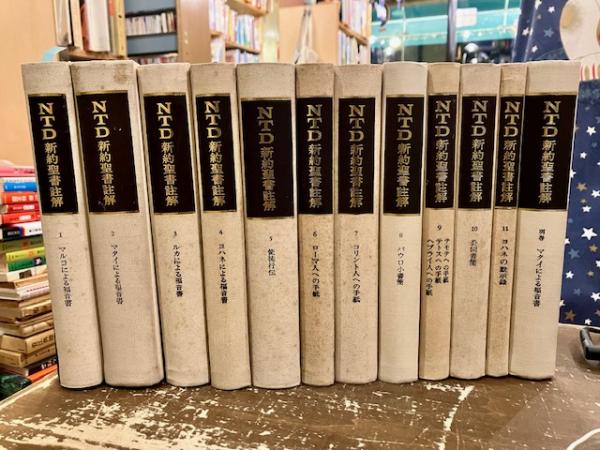 NTD 新約聖書註解
1
マルコによる福音書
NTD 新約聖書註解
2
マタイによる福音書
NTD 新約聖書註解
3
ルカによる福音書
NTD 新約聖書註解
4
ヨハネによる福音書
NTD 新約聖書註解
5
使徒行伝
NTD 新約聖書註解
6
ローマ人への手紙
NTD 新約聖書註解
7
コリント人への手紙
NTD 新約聖書註解
8
パウロ小書簡
NTD 新約聖書註解
9
テモテへの手紙
テトスへの手紙
ヘブライ人への手紙
NTD 新約聖書註解
10
公同書簡
NTD 新約聖書註解
11
ヨハネの黙示録
NTD 新約聖書註解
別巻
マタイによる福音書